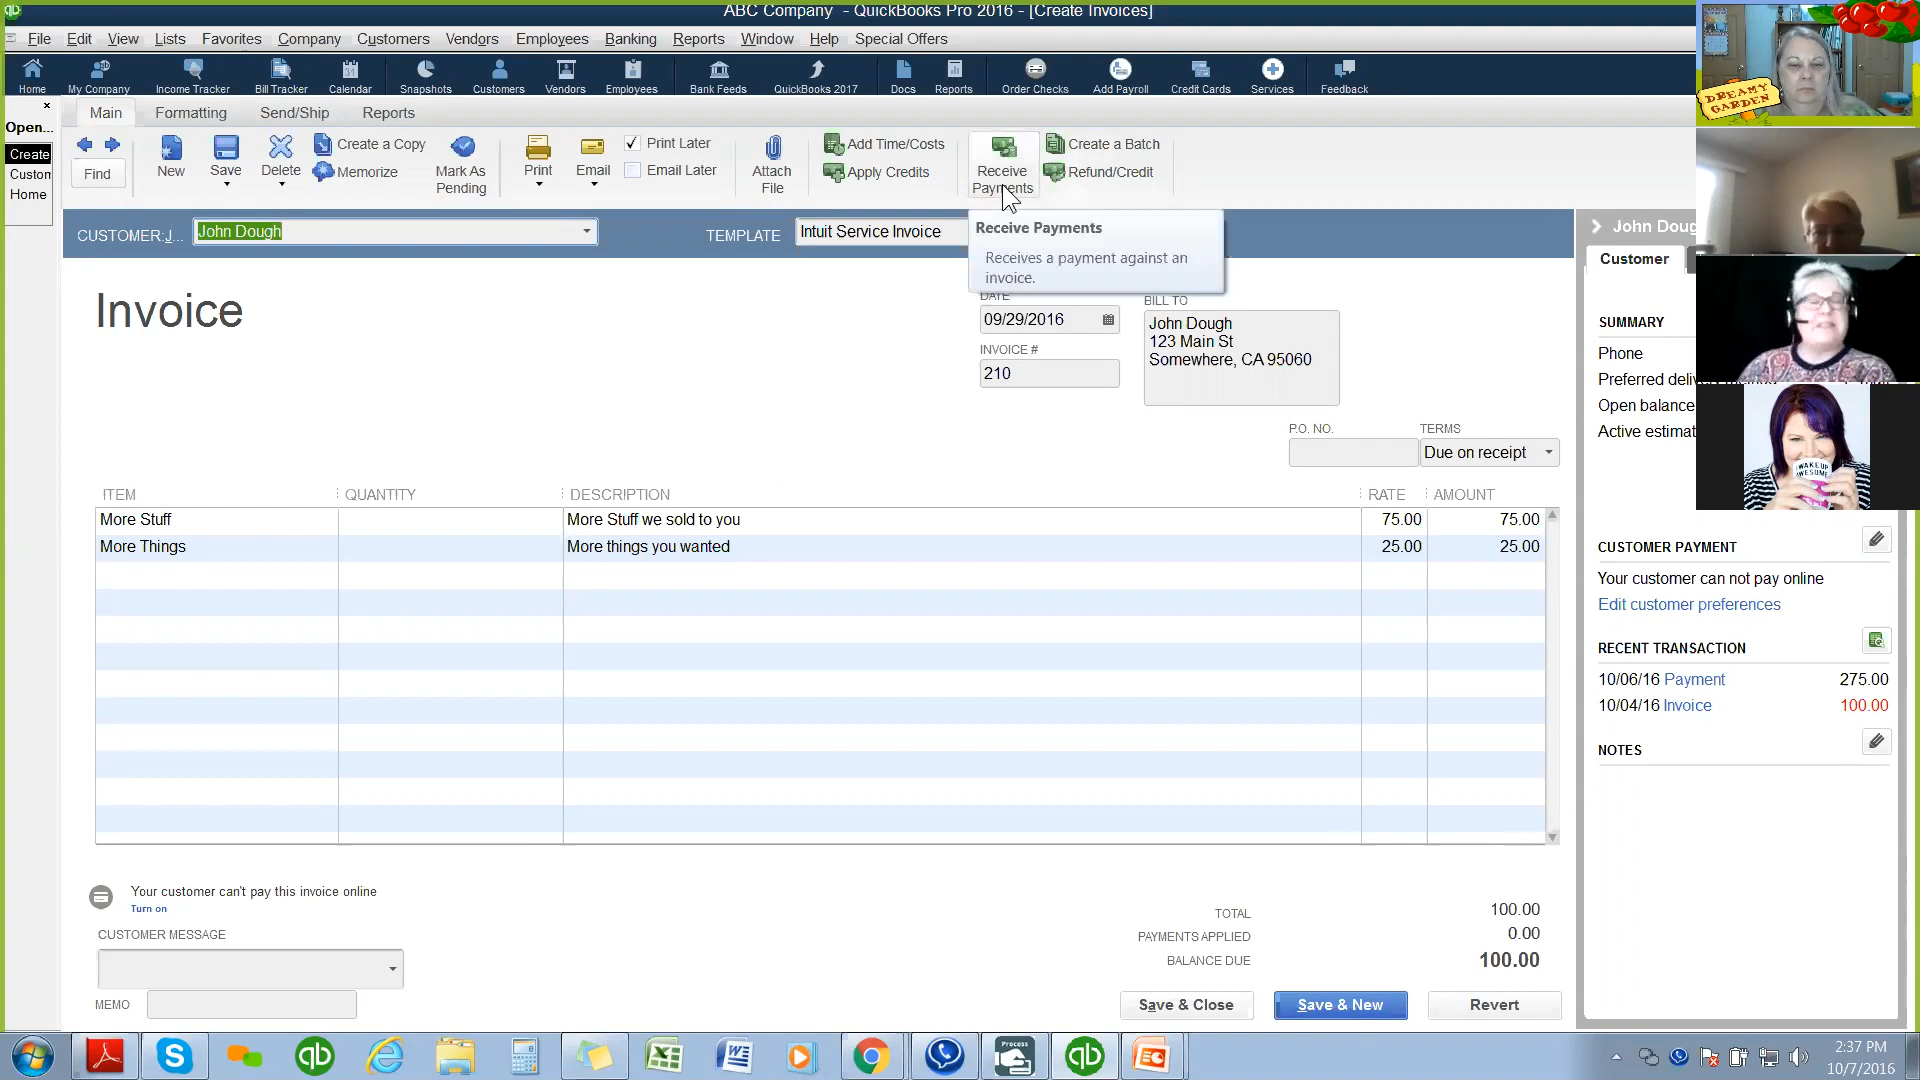 ABC Company - QuickBooks Pro 2016 - [Create Invoices]
File Edit View Lists Favorites Company Customers Vendors Employees Banking Reports Window Help Special Offers
Home My Company Income Tracker Bill Tracker Calendar Snapshots Customers Vendors Employees Bank Feeds QuickBooks 2017 Docs Reports Order Checks Add Payroll Credit Cards Services Feedback
Open...
Create
Custom
Home
Main Formatting Send/Ship Reports
Find
New
Save
Delete
Create a Copy
Memorize
Mark As
Pending
Print
Email
Print Later
Email Later
Attach
File
Add Time/Costs
Apply Credits
Receive
Payments
Create a Batch
Refund/Credit
Receive Payments
Receives a payment against an
invoice.
CUSTOMER:J... John Dough TEMPLATE Intuit Service Invoice
Invoice
DATE
09/29/2016
INVOICE #
210
BILL TO
John Dough
123 Main St
Somewhere, CA 95060
P.O. NO. TERMS
Due on receipt
ITEM QUANTITY DESCRIPTION RATE AMOUNT
More Stuff More Stuff we sold to you 75.00 75.00
More Things More things you wanted 25.00 25.00
Your customer can't pay this invoice online
Turn on
CUSTOMER MESSAGE
MEMO
TOTAL 100.00
PAYMENTS APPLIED 0.00
BALANCE DUE 100.00
Save & Close Save & New Revert
John Doug
Customer
SUMMARY
Phone
Preferred deli
Open balance
Active estimat
CUSTOMER PAYMENT
Your customer can not pay online
Edit customer preferences
RECENT TRANSACTION
10/06/16 Payment 275.00
10/04/16 Invoice 100.00
NOTES
DREAMY
GARDEN
WAKE UP
AWESOME
Process
2:37 PM
10/7/2016